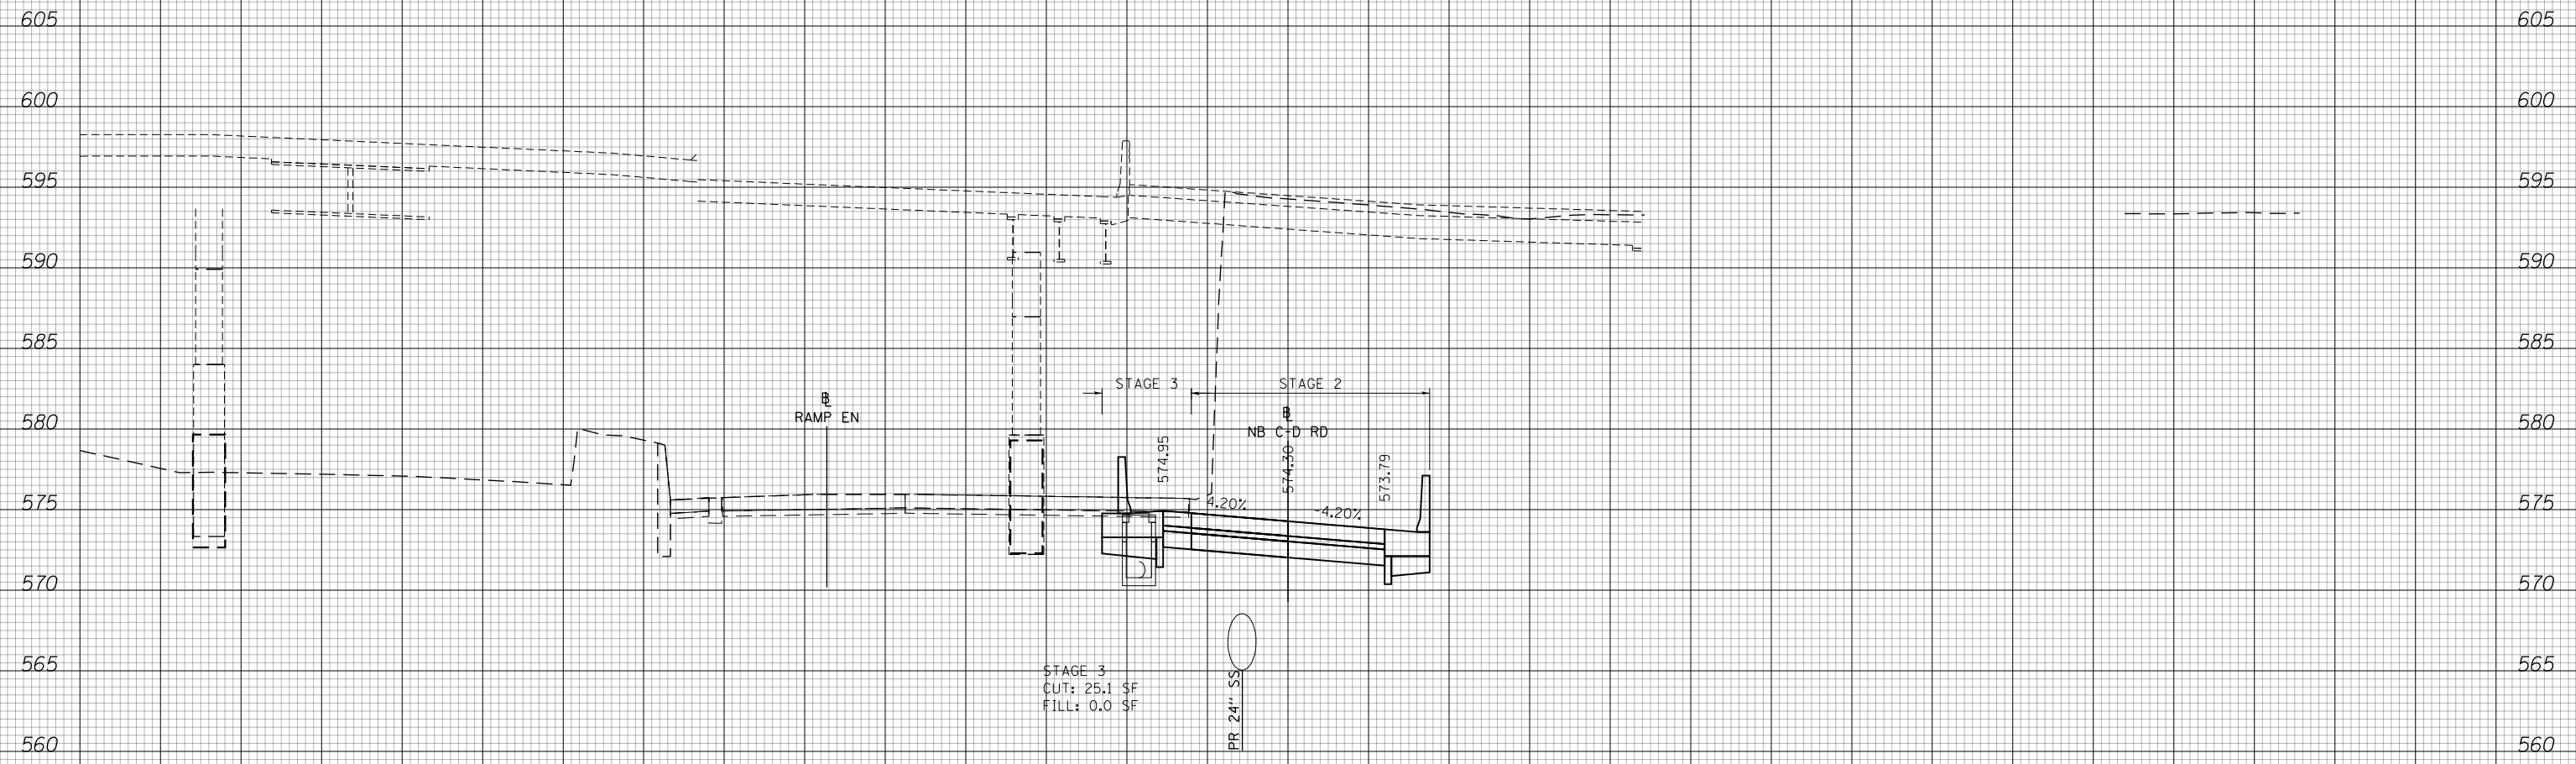 605 605
600 600
595 595
590 590
585 585
STAGE 3 STAGE 2
B
RAMP EN
B
NB C-D RD
580 580
574.95
574.30
573.79
575 575
4.20% -4.20%
570 570
565 565
STAGE 3
CUT: 25.1 SF
FILL: 0.0 SF
PR 24" SS
560 560